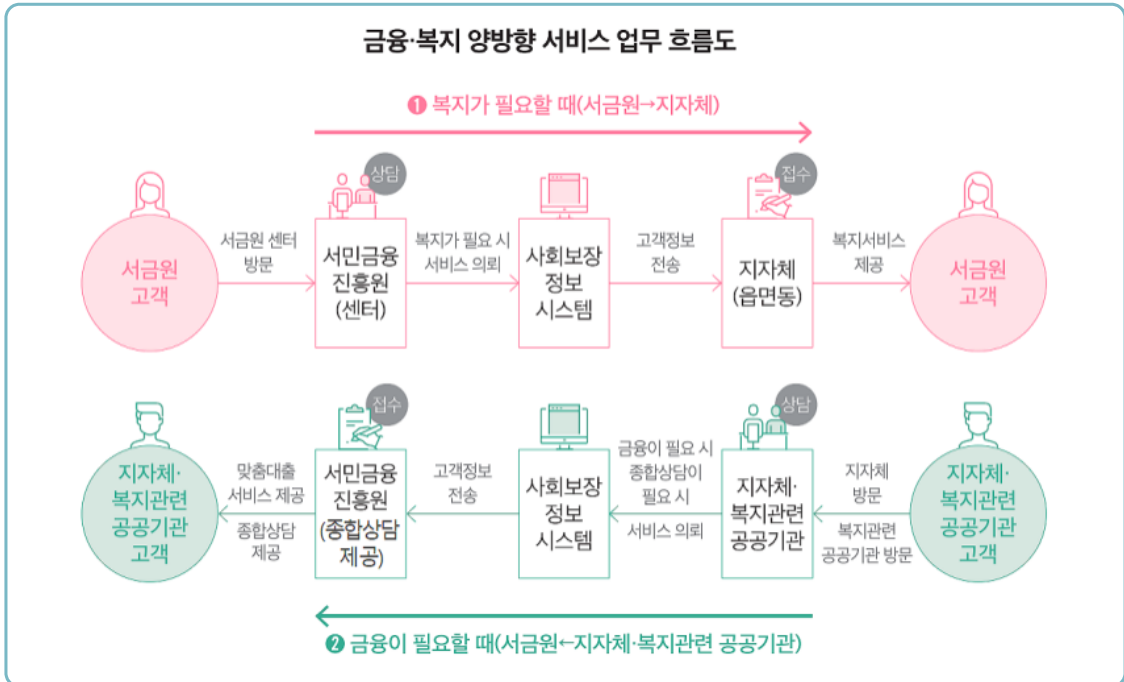 금융·복지 양방향 서비스 업무 흐름도
❶ 복지가 필요할 때(서금원→지자체)
상담
접수
서금원
고객
서금원 센터
방문
서민금융
진흥원
(센터)
복지가 필요 시
서비스 의뢰
사회보장
정보
시스템
고객정보
전송
지자체
(읍면동)
복지서비스
제공
서금원
고객
접수
상담
지자체·
복지관련
공공기관
고객
맞춤대출
서비스 제공
종합상담
제공
서민금융
진흥원
(종합상담
제공)
고객정보
전송
사회보장
정보
시스템
금융이 필요 시
종합상담이
필요 시
서비스 의뢰
지자체·
복지관련
공공기관
지자체
방문
복지관련
공공기관 방문
지자체·
복지관련
공공기관
고객
❷ 금융이 필요할 때(서금원←지자체·복지관련 공공기관)